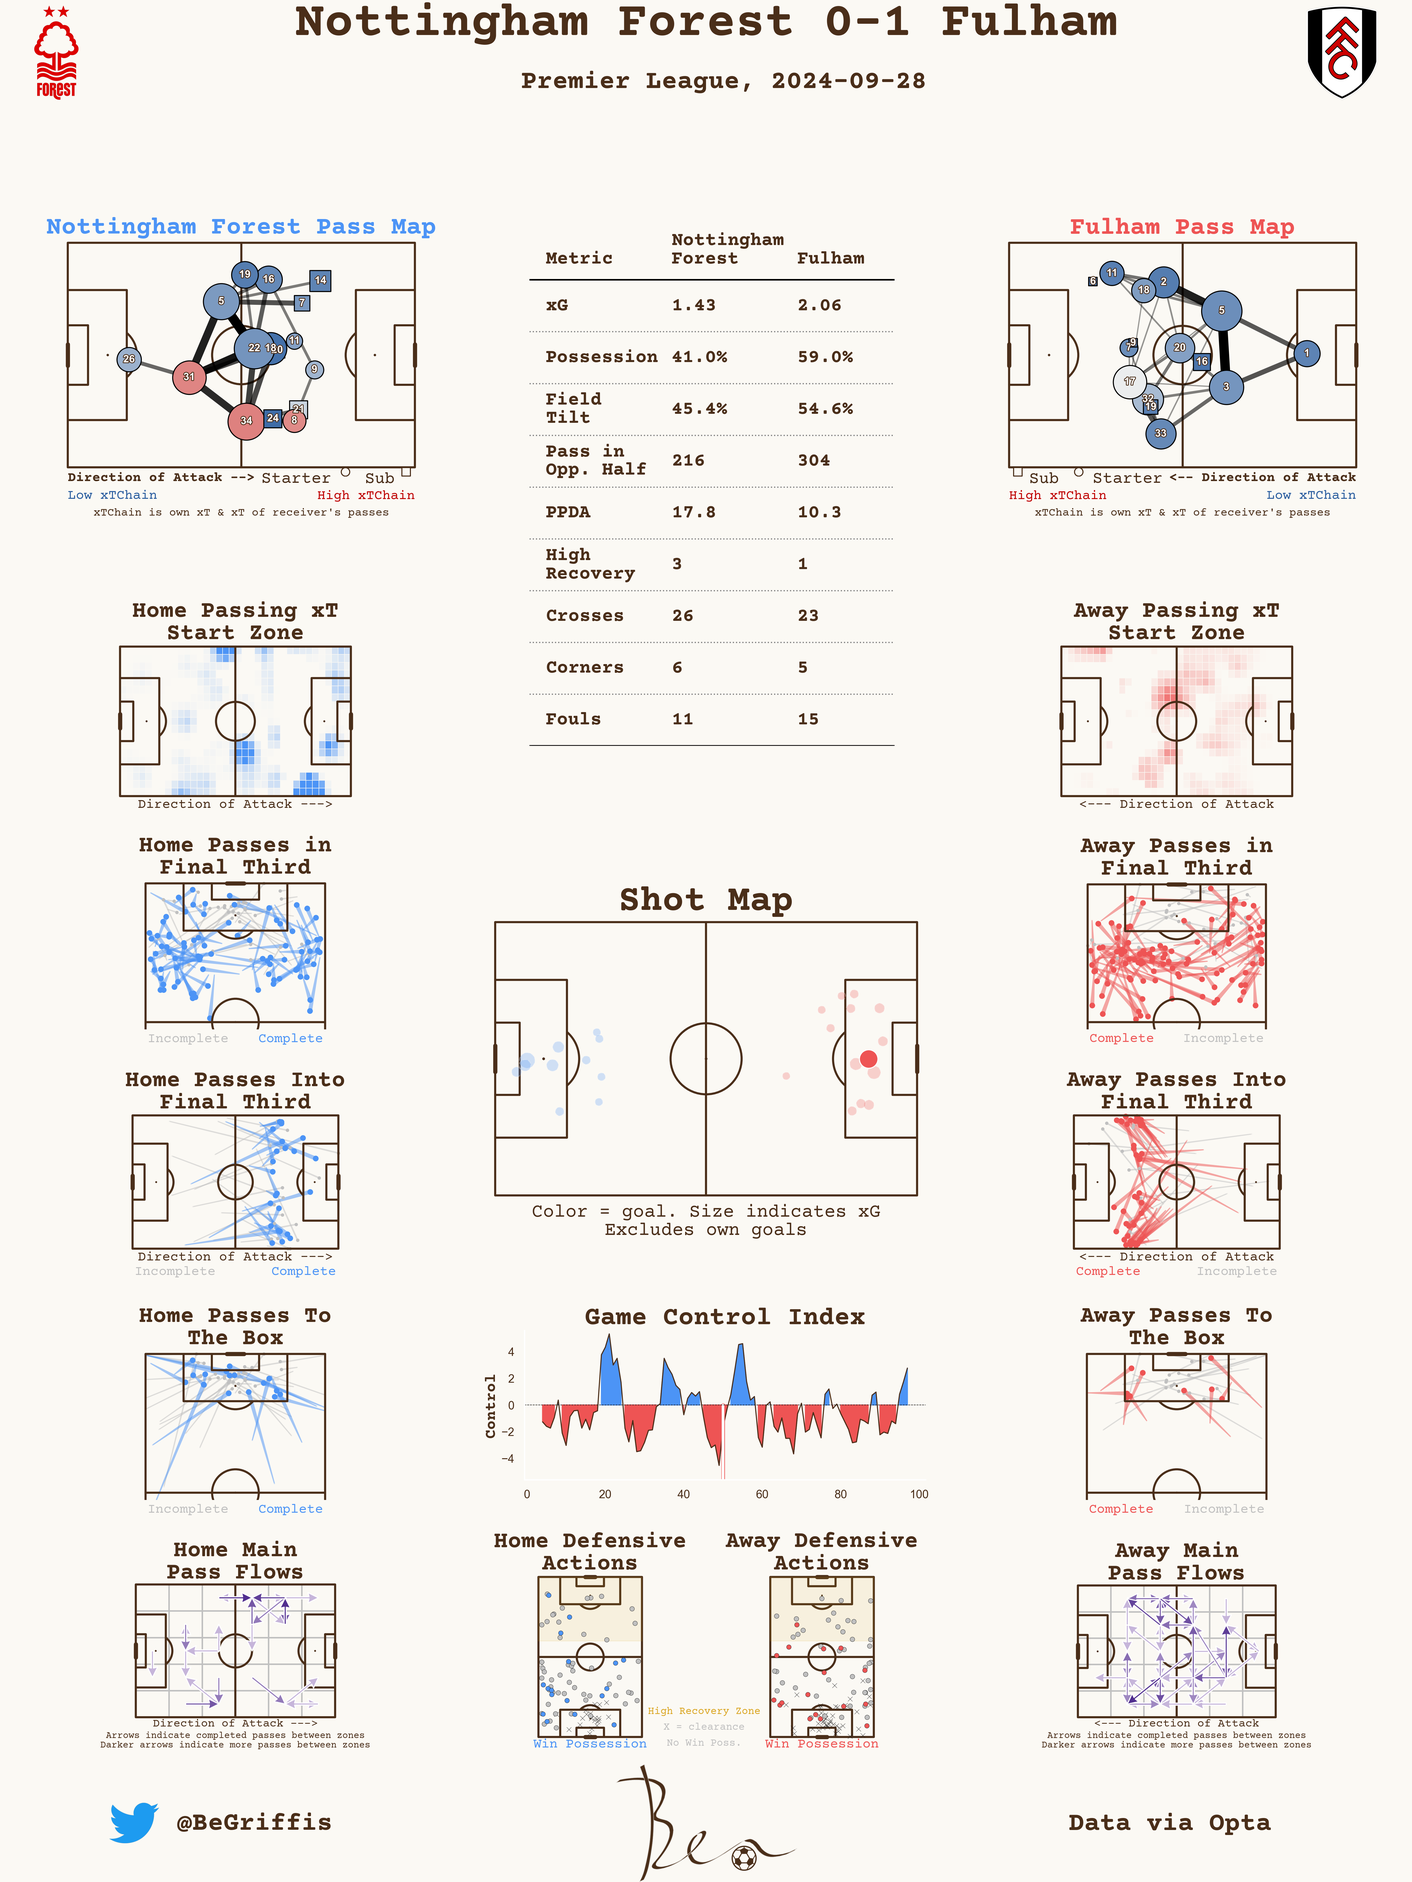 Nottingham Forest 0-1 Fulham
Premier League, 2024-09-28
FOREST
Nottingham Forest Pass Map
19
16
14
5
7
11
22
18
20
26
9
31
21
34
24
8
Direction of Attack --> Starter Sub
Low xTChain High xTChain
xTChain is own xT & xT of receiver's passes
Metric Nottingham Forest Fulham
xG 1.43 2.06
Possession 41.0% 59.0%
Field Tilt 45.4% 54.6%
Pass in Opp. Half 216 304
PPDA 17.8 10.3
High Recovery 3 1
Crosses 26 23
Corners 6 5
Fouls 11 15
Fulham Pass Map
11
6
2
18
5
7
9
20
16
1
17
3
32
19
33
Sub Starter <-- Direction of Attack
High xTChain Low xTChain
xTChain is own xT & xT of receiver's passes
Home Passing xT
Start Zone
Direction of Attack --->
Away Passing xT
Start Zone
<--- Direction of Attack
Home Passes in
Final Third
Incomplete Complete
Away Passes in
Final Third
Complete Incomplete
Shot Map
Color = goal. Size indicates xG
Excludes own goals
Home Passes Into
Final Third
Direction of Attack --->
Incomplete Complete
Away Passes Into
Final Third
<--- Direction of Attack
Complete Incomplete
Home Passes To
The Box
Incomplete Complete
Game Control Index
Control
4
2
0
−2
−4
0 20 40 60 80 100
Away Passes To
The Box
Complete Incomplete
Home Main
Pass Flows
Direction of Attack --->
Arrows indicate completed passes between zones
Darker arrows indicate more passes between zones
Home Defensive
Actions
Win Possession
Away Defensive
Actions
Win Possession
High Recovery Zone
X = clearance
No Win Poss.
Away Main
Pass Flows
<--- Direction of Attack
Arrows indicate completed passes between zones
Darker arrows indicate more passes between zones
@BeGriffis
Ben
Data via Opta